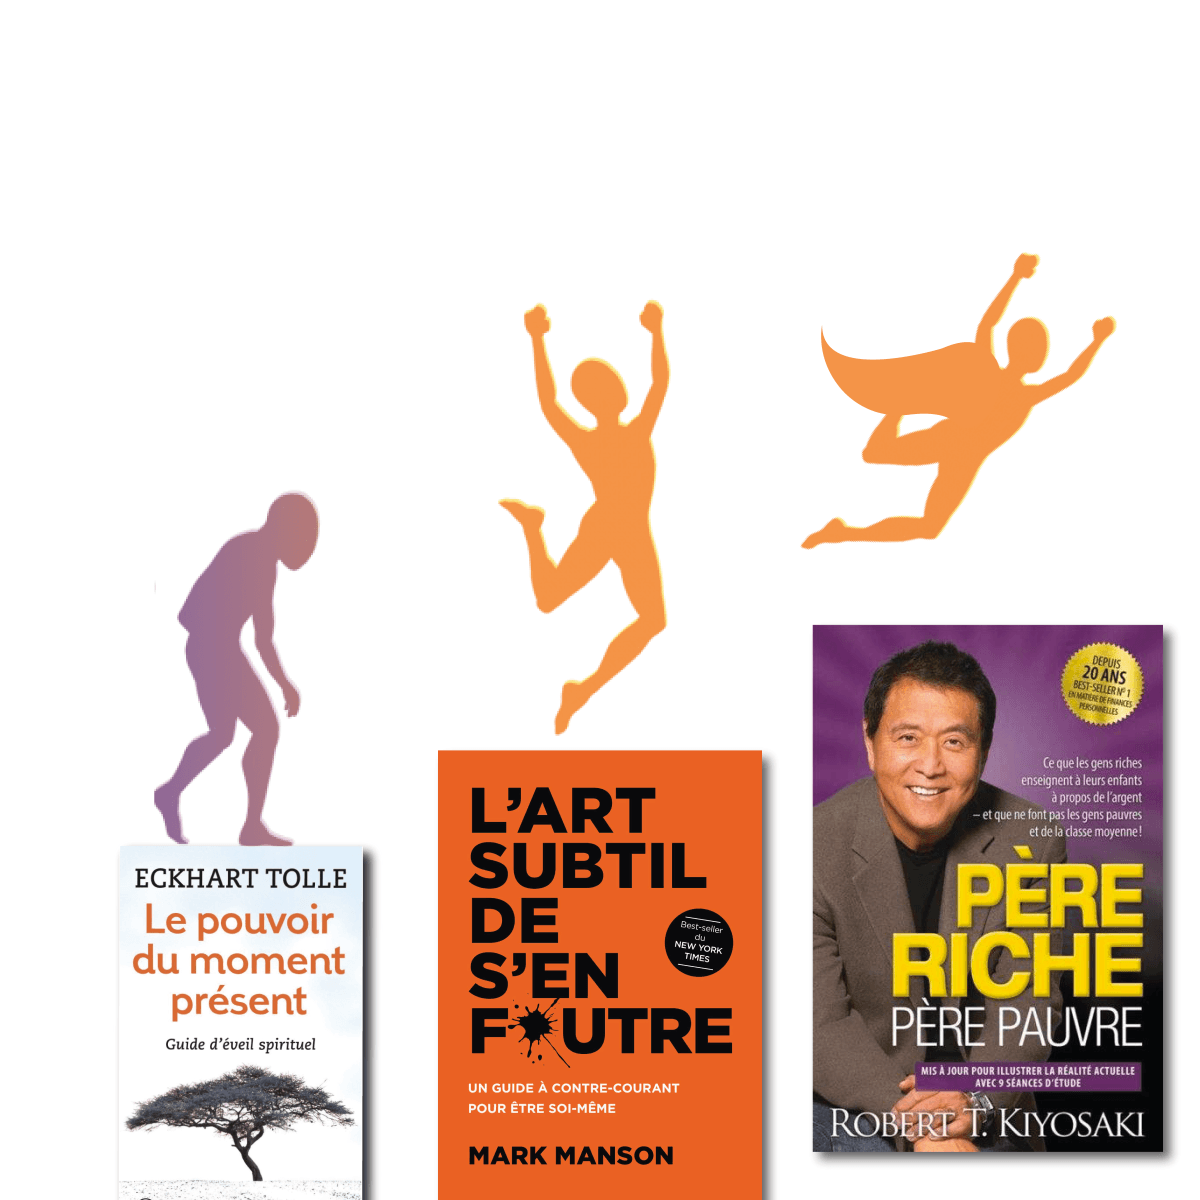 ECKHART TOLLE
Le pouvoir
du moment
présent
Guide d'éveil spirituel
L'ART
SUBTIL
DE
S'EN
F UTRE
Best-seller
du
NEW YORK
TIMES
UN GUIDE À CONTRE-COURANT
POUR ÊTRE SOI-MÊME
MARK MANSON
DEPUIS
20 ANS
BEST-SELLER Nº 1
EN MATIÈRE DE FINANCES
PERSONNELLES
Ce que les gens riches
enseignent à leurs enfants
à propos de l'argent
– et que ne font pas les gens pauvres
et de la classe moyenne!
PÈRE
RICHE
PÈRE PAUVRE
MIS À JOUR POUR ILLUSTRER LA RÉALITÉ ACTUELLE
AVEC 9 SÉANCES D'ÉTUDE
ROBERT T. KIYOSAKI